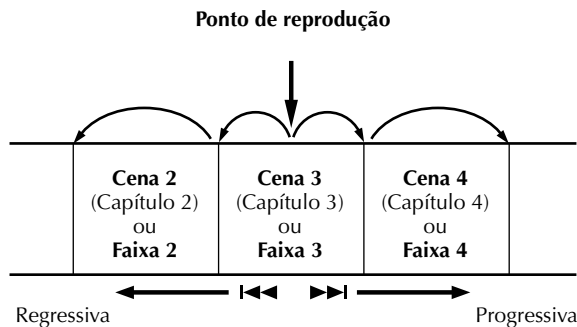 Ponto de reprodução
Cena 2
(Capítulo 2)
ou
Faixa 2
Cena 3
(Capítulo 3)
ou
Faixa 3
Cena 4
(Capítulo 4)
ou
Faixa 4
Regressiva
Progressiva